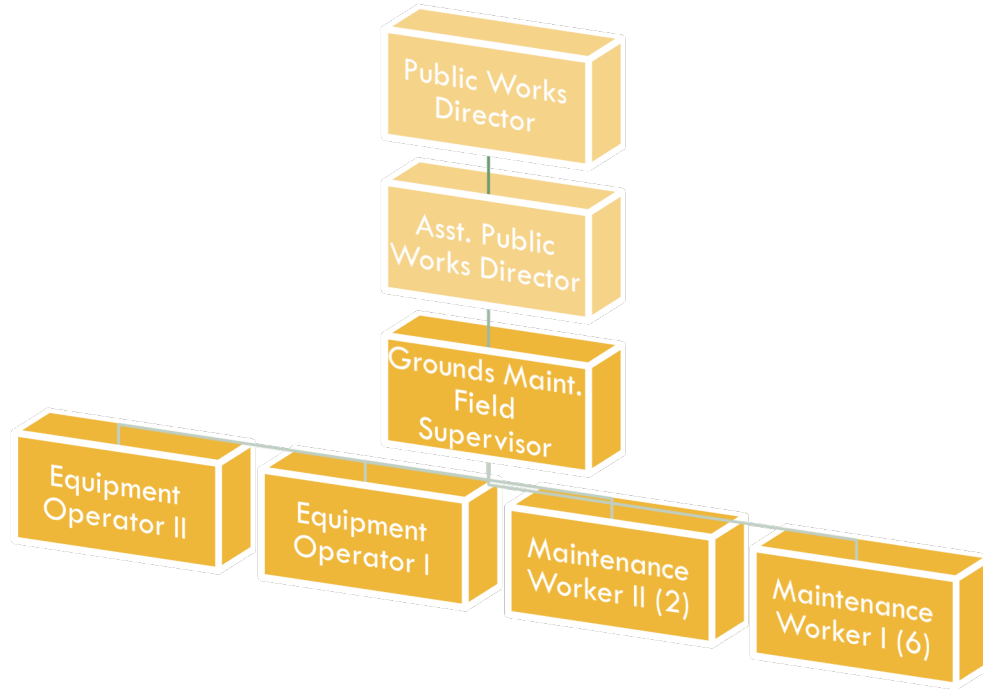 Public Works
Director
Asst. Public
Works Director
Grounds Maint.
Field
Supervisor
Equipment
Operator II
Equipment
Operator I
Maintenance
Worker II (2)
Maintenance
Worker I (6)